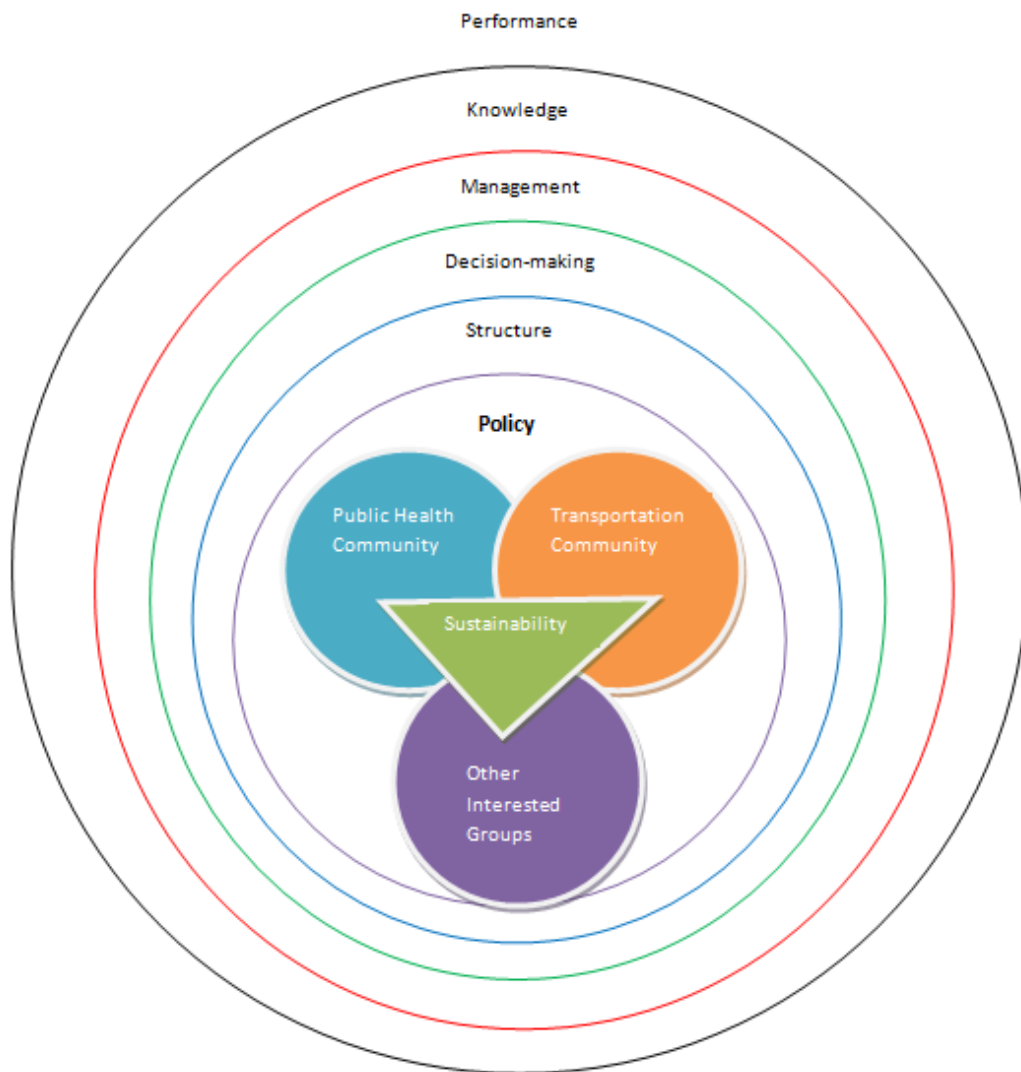 Performance
Knowledge
Management
Decision-making
Structure
Policy
Public Health
Community
Transportation
Community
Sustainability
Other
Interested
Groups